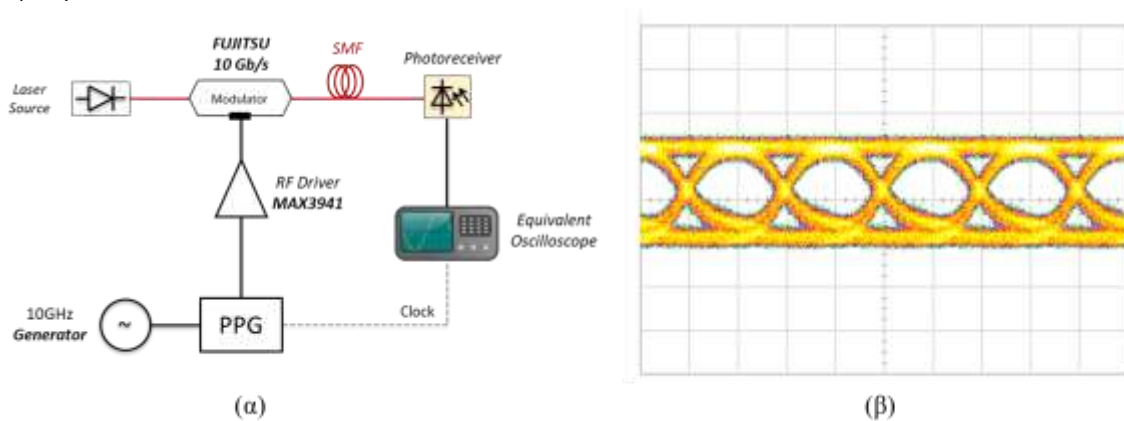 FUJITSU
10 Gb/s
SMF
Photoreceiver
Laser
Source
Modulator
RF Driver
MAX3941
Equivalent
Oscilloscope
10GHz
Generator
~
PPG
Clock
(α)
(β)